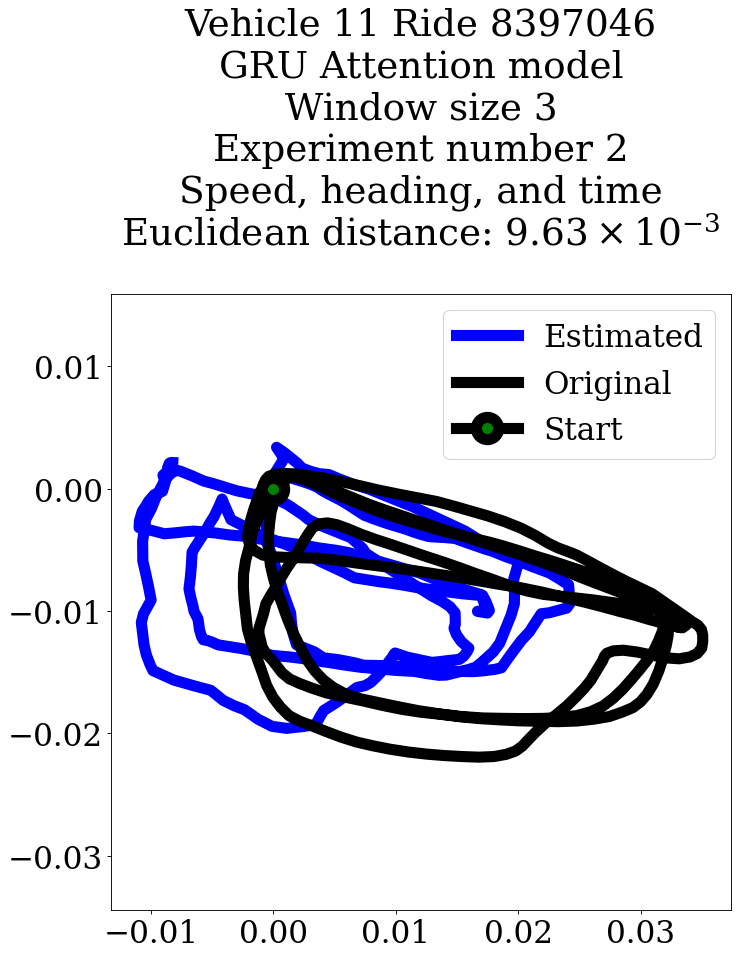 Vehicle 11 Ride 8397046
GRU Attention model
Window size 3
Experiment number 2
Speed, heading, and time
Euclidean distance: 9.63 × 10⁻³
Estimated
Original
Start
0.01
0.00
−0.01
−0.02
−0.03
−0.01 0.00 0.01 0.02 0.03